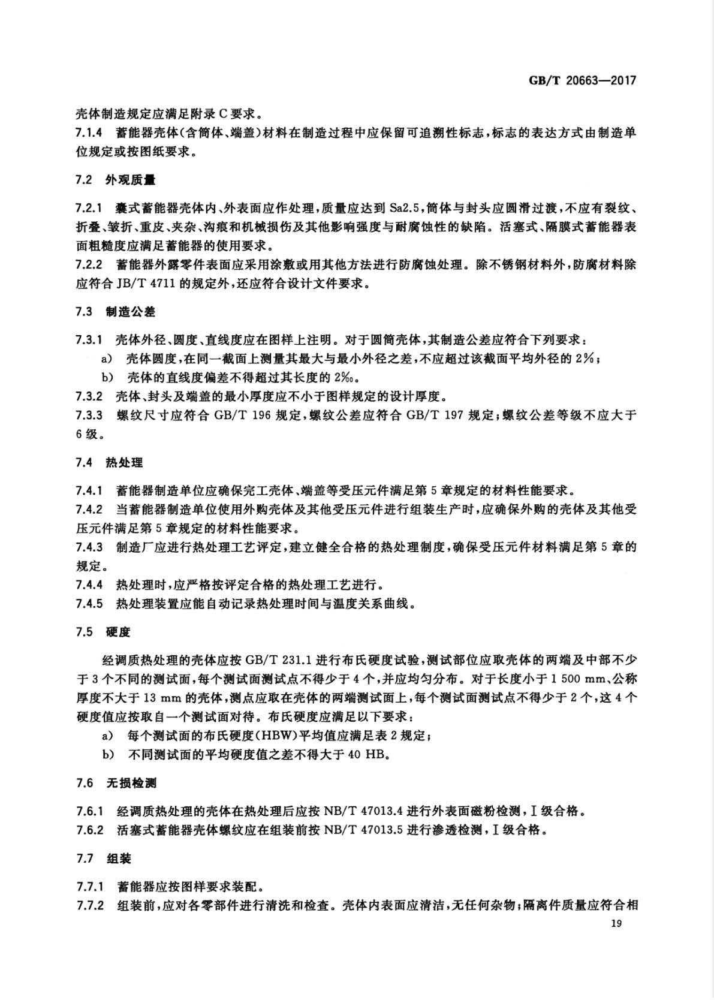 GB/T 20663—2017
壳体制造规定应满足附录 C 要求。
7.1.4 蓄能器壳体(含筒体、端盖)材料在制造过程中应保留可追溯性标志,标志的表达方式由制造单
位规定或按图纸要求。
7.2 外观质量
7.2.1 囊式蓄能器壳体内、外表面应作处理,质量应达到 Sa2.5,筒体与封头应圆滑过渡,不应有裂纹、
折叠、皱折、重皮、夹杂、沟痕和机械损伤及其他影响强度与耐腐蚀性的缺陷。活塞式、隔膜式蓄能器表
面粗糙度应满足蓄能器的使用要求。
7.2.2 蓄能器外露零件表面应采用涂敷或用其他方法进行防腐蚀处理。除不锈钢材料外,防腐材料除
应符合 JB/T 4711 的规定外,还应符合设计文件要求。
7.3 制造公差
7.3.1 壳体外径、圆度、直线度应在图样上注明。对于圆筒壳体,其制造公差应符合下列要求:
a) 壳体圆度,在同一截面上测量其最大与最小外径之差,不应超过该截面平均外径的 2%;
b) 壳体的直线度偏差不得超过其长度的 2‰。
7.3.2 壳体、封头及端盖的最小厚度应不小于图样规定的设计厚度。
7.3.3 螺纹尺寸应符合 GB/T 196 规定,螺纹公差应符合 GB/T 197 规定;螺纹公差等级不应大于
6 级。
7.4 热处理
7.4.1 蓄能器制造单位应确保完工壳体、端盖等受压元件满足第 5 章规定的材料性能要求。
7.4.2 当蓄能器制造单位使用外购壳体及其他受压元件进行组装生产时,应确保外购的壳体及其他受
压元件满足第 5 章规定的材料性能要求。
7.4.3 制造厂应进行热处理工艺评定,建立健全合格的热处理制度,确保受压元件材料满足第 5 章的
规定。
7.4.4 热处理时,应严格按评定合格的热处理工艺进行。
7.4.5 热处理装置应能自动记录热处理时间与温度关系曲线。
7.5 硬度
经调质热处理的壳体应按 GB/T 231.1 进行布氏硬度试验,测试部位应取壳体的两端及中部不少
于 3 个不同的测试面,每个测试面测试点不得少于 4 个,并应均匀分布。对于长度小于 1 500 mm、公称
厚度不大于 13 mm 的壳体,测点应取在壳体的两端测试面上,每个测试面测试点不得少于 2 个,这 4 个
硬度值应按取自一个测试面对待。布氏硬度应满足以下要求:
a) 每个测试面的布氏硬度(HBW)平均值应满足表 2 规定;
b) 不同测试面的平均硬度值之差不得大于 40 HB。
7.6 无损检测
7.6.1 经调质热处理的壳体在热处理后应按 NB/T 47013.4 进行外表面磁粉检测,Ⅰ级合格。
7.6.2 活塞式蓄能器壳体螺纹应在组装前按 NB/T 47013.5 进行渗透检测,Ⅰ级合格。
7.7 组装
7.7.1 蓄能器应按图样要求装配。
7.7.2 组装前,应对各零部件进行清洗和检查。壳体内表面应清洁,无任何杂物;隔离件质量应符合相
19